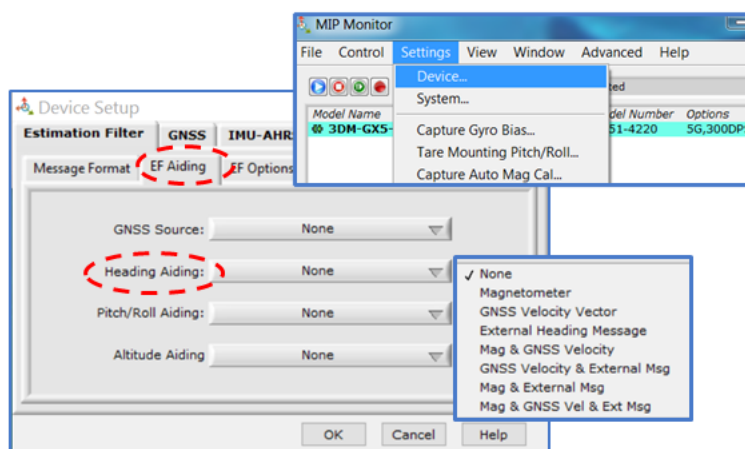 MIP Monitor
File Control Settings View Window Advanced Help
Device...
System...
Capture Gyro Bias...
Tare Mounting Pitch/Roll...
Capture Auto Mag Cal...
Model Name
3DM-GX5-
Options
51-4220 5G,300DP
Device Setup
Estimation Filter GNSS IMU-AHR
Message Format EF Aiding EF Options
GNSS Source: None
Heading Aiding: None
Pitch/Roll Aiding: None
Altitude Aiding None
✓ None
Magnetometer
GNSS Velocity Vector
External Heading Message
Mag & GNSS Velocity
GNSS Velocity & External Msg
Mag & External Msg
Mag & GNSS Vel & Ext Msg
OK Cancel Help